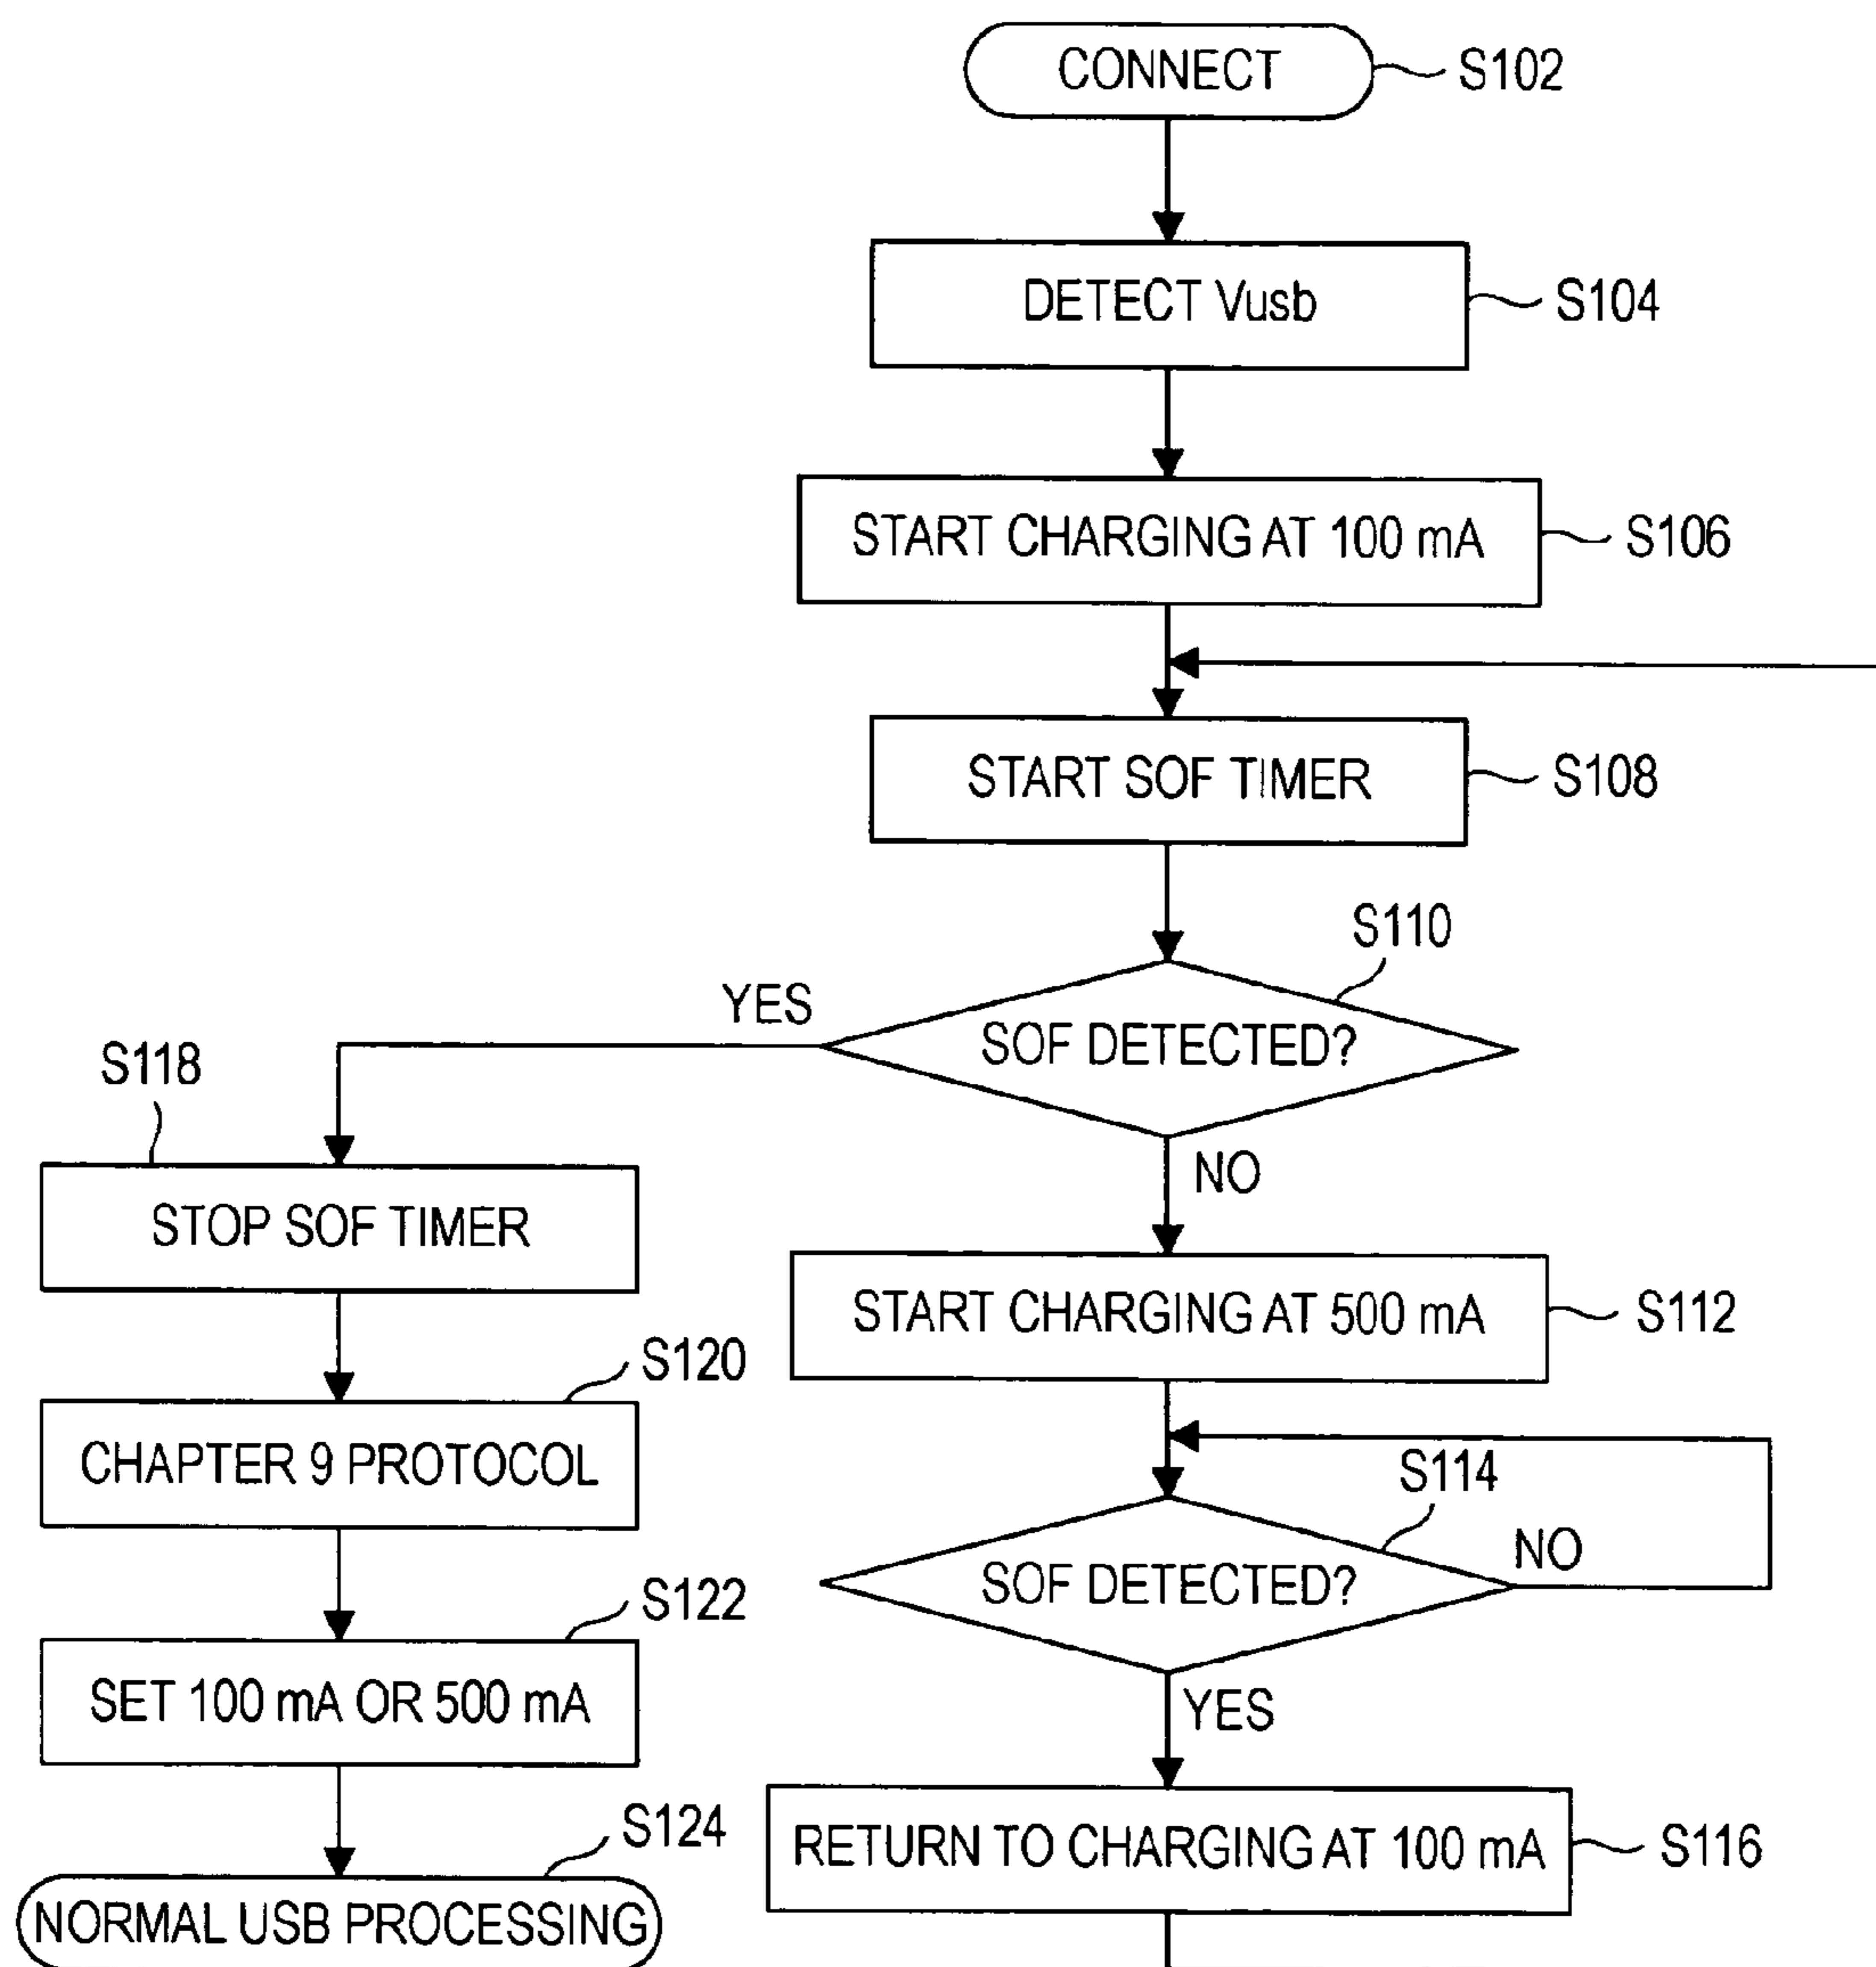 CONNECT
S102
DETECT Vusb
S104
START CHARGING AT 100 mA
S106
START SOF TIMER
S108
S110
SOF DETECTED?
YES
NO
S118
STOP SOF TIMER
START CHARGING AT 500 mA
S112
S120
CHAPTER 9 PROTOCOL
S114
SOF DETECTED?
NO
YES
S122
SET 100 mA OR 500 mA
RETURN TO CHARGING AT 100 mA
S116
S124
NORMAL USB PROCESSING